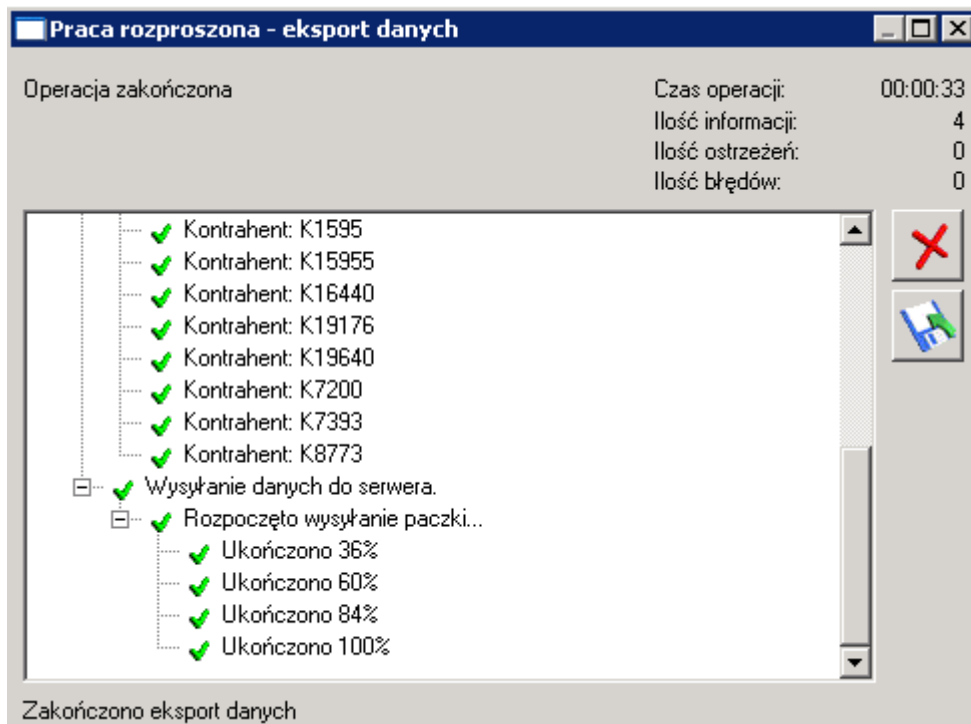 Praca rozproszona - eksport danych
Operacja zakończona
Czas operacji: 00:00:33
Ilość informacji: 4
Ilość ostrzeżeń: 0
Ilość błędów: 0
Kontrahent: K1595
Kontrahent: K15955
Kontrahent: K16440
Kontrahent: K19176
Kontrahent: K19640
Kontrahent: K7200
Kontrahent: K7393
Kontrahent: K8773
Wysyłanie danych do serwera.
Rozpoczęto wysyłanie paczki...
Ukończono 36%
Ukończono 60%
Ukończono 84%
Ukończono 100%
Zakończono eksport danych